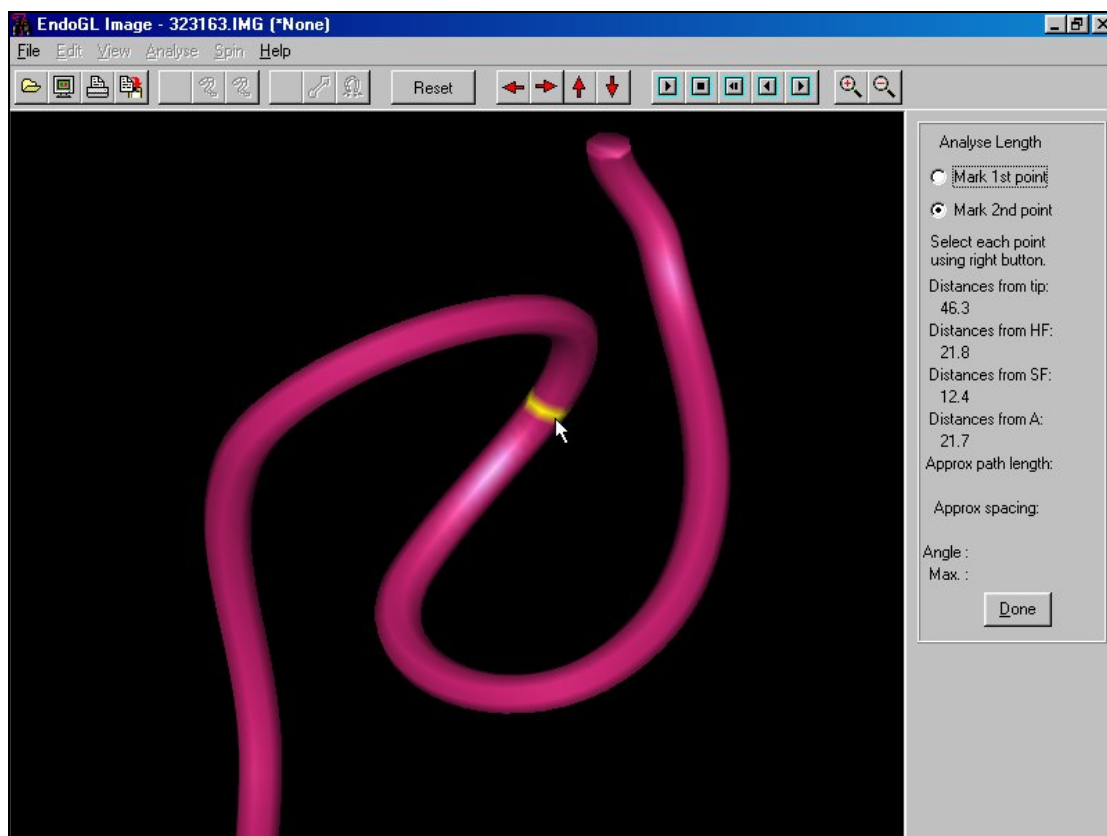 EndoGL Image - 323163.IMG (*None)
File Edit View Analyse Spin Help
Reset
Analyse Length
Mark 1st point
Mark 2nd point
Select each point
using right button.
Distances from tip:
46.3
Distances from HF:
21.8
Distances from SF:
12.4
Distances from A:
21.7
Approx path length:
Approx spacing:
Angle :
Max. :
Done